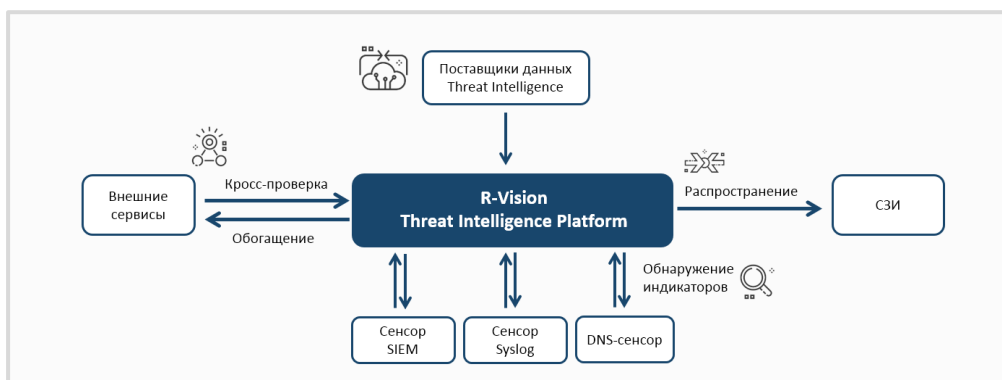 Поставщики данных
Threat Intelligence
Внешние
сервисы
Кросс-проверка
Обогащение
R-Vision
Threat Intelligence Platform
Распространение
СЗИ
Обнаружение
индикаторов
Сенсор
SIEM
Сенсор
Syslog
DNS-сенсор